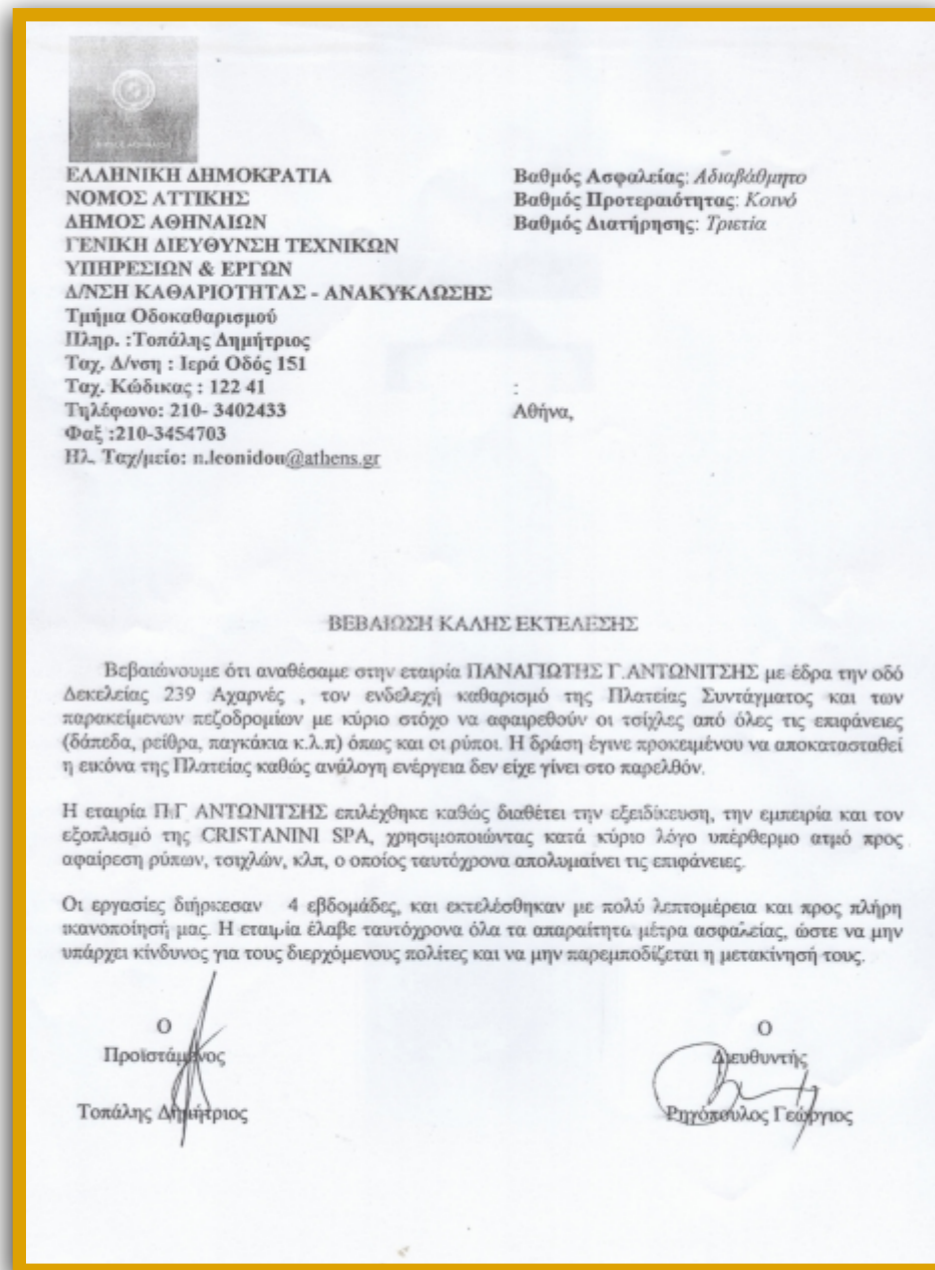 ΕΛΛΗΝΙΚΗ ΔΗΜΟΚΡΑΤΙΑ
ΝΟΜΟΣ ΑΤΤΙΚΗΣ
ΔΗΜΟΣ ΑΘΗΝΑΙΩΝ
ΓΕΝΙΚΗ ΔΙΕΥΘΥΝΣΗ ΤΕΧΝΙΚΩΝ
ΥΠΗΡΕΣΙΩΝ & ΕΡΓΩΝ
Δ/ΝΣΗ ΚΑΘΑΡΙΟΤΗΤΑΣ - ΑΝΑΚΥΚΛΩΣΗΣ
Τμήμα Οδοκαθαρισμού
Πληρ. :Τοπάλης Δημήτριος
Ταχ. Δ/νση : Ιερά Οδός 151
Ταχ. Κώδικας : 122 41
Τηλέφωνο: 210- 3402433
Φαξ :210-3454703
Ηλ. Ταχ/μείο: n.leonidou@athens.gr
Βαθμός Ασφαλείας: Αδιαβάθμητο
Βαθμός Προτεραιότητας: Κοινό
Βαθμός Διατήρησης: Τριετία
:
Αθήνα,
ΒΕΒΑΙΩΣΗ ΚΑΛΗΣ ΕΚΤΕΛΕΣΗΣ
Βεβαιώνουμε ότι αναθέσαμε στην εταιρία ΠΑΝΑΓΙΩΤΗΣ Γ.ΑΝΤΩΝΙΤΣΗΣ με έδρα την οδό
Δεκελείας 239 Αχαρνές , τον ενδελεχή καθαρισμό της Πλατείας Συντάγματος και των
παρακείμενων πεζοδρομίων με κύριο στόχο να αφαιρεθούν οι τσίχλες από όλες τις επιφάνειες
(δάπεδα, ρείθρα, παγκάκια κ.λ.π) όπως και οι ρύποι. Η δράση έγινε προκειμένου να αποκατασταθεί
η εικόνα της Πλατείας καθώς ανάλογη ενέργεια δεν είχε γίνει στο παρελθόν.
Η εταιρία Π.Γ ΑΝΤΩΝΙΤΣΗΣ επιλέχθηκε καθώς διαθέτει την εξειδίκευση, την εμπειρία και τον
εξοπλισμό της CRISTANINI SPA, χρησιμοποιώντας κατά κύριο λόγο υπέρθερμο ατμό προς
αφαίρεση ρύπων, τσιχλών, κλπ, ο οποίος ταυτόχρονα απολυμαίνει τις επιφάνειες.
Οι εργασίες διήρκεσαν 4 εβδομάδες, και εκτελέσθηκαν με πολύ λεπτομέρεια και προς πλήρη
ικανοποίησή μας. Η εταιρία έλαβε ταυτόχρονα όλα τα απαραίτητα μέτρα ασφαλείας, ώστε να μην
υπάρχει κίνδυνος για τους διερχόμενους πολίτες και να μην παρεμποδίζεται η μετακίνησή τους.
Ο
Προϊστάμενος
Τοπάλης Δημήτριος
Ο
Διευθυντής
Ρηγόπουλος Γεώργιος